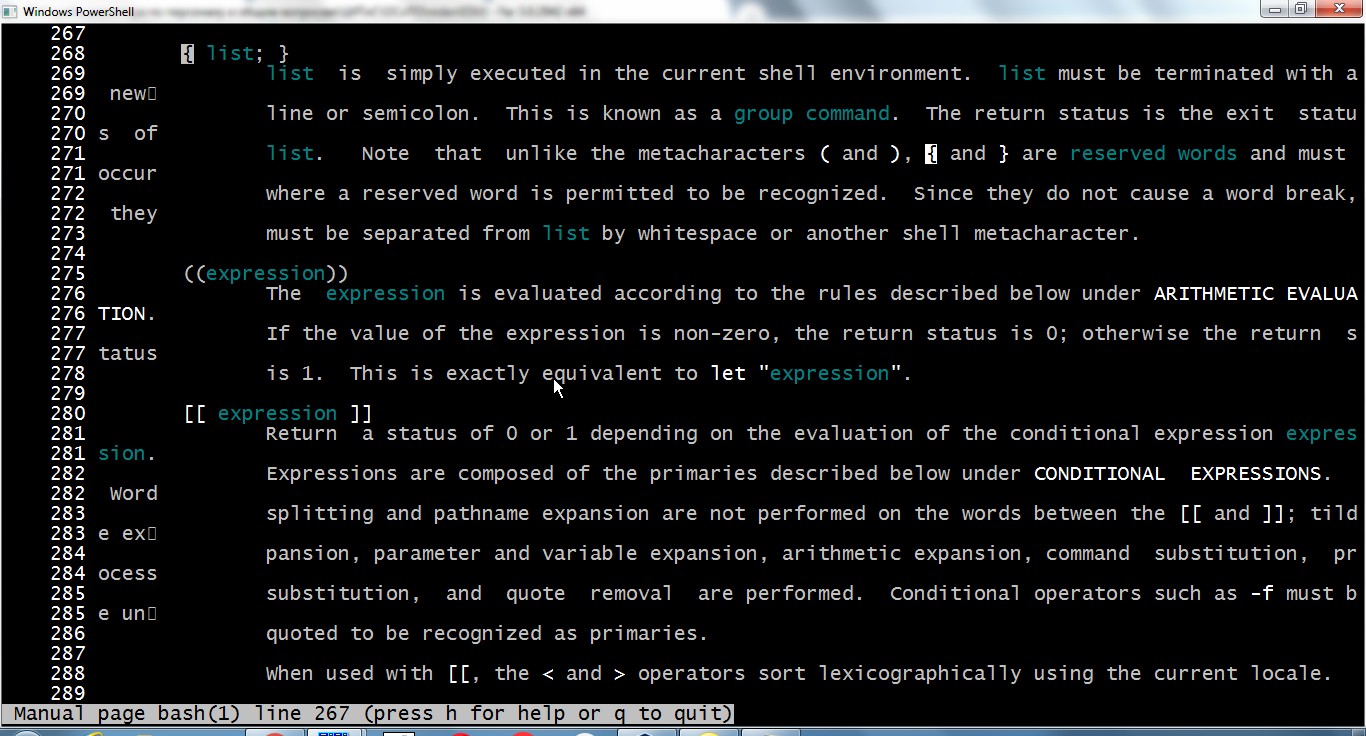 Windows PowerShell
267
268 { list; }
269 list is simply executed in the current shell environment. list must be terminated with a
269 new
270 line or semicolon. This is known as a group command. The return status is the exit statu
270 s of
271 list. Note that unlike the metacharacters ( and ), { and } are reserved words and must
271 occur
272 where a reserved word is permitted to be recognized. Since they do not cause a word break,
272 they
273 must be separated from list by whitespace or another shell metacharacter.
274
275 ((expression))
276 The expression is evaluated according to the rules described below under ARITHMETIC EVALUA
276 TION.
277 If the value of the expression is non-zero, the return status is 0; otherwise the return s
277 tatus
278 is 1. This is exactly equivalent to let "expression".
279
280 [[ expression ]]
281 Return a status of 0 or 1 depending on the evaluation of the conditional expression expres
281 sion.
282 Expressions are composed of the primaries described below under CONDITIONAL EXPRESSIONS.
282 Word
283 splitting and pathname expansion are not performed on the words between the [[ and ]]; tild
283 e ex
284 pansion, parameter and variable expansion, arithmetic expansion, command substitution, pr
284 ocess
285 substitution, and quote removal are performed. Conditional operators such as -f must b
285 e un
286 quoted to be recognized as primaries.
287
288 When used with [[, the < and > operators sort lexicographically using the current locale.
289
Manual page bash(1) line 267 (press h for help or q to quit)